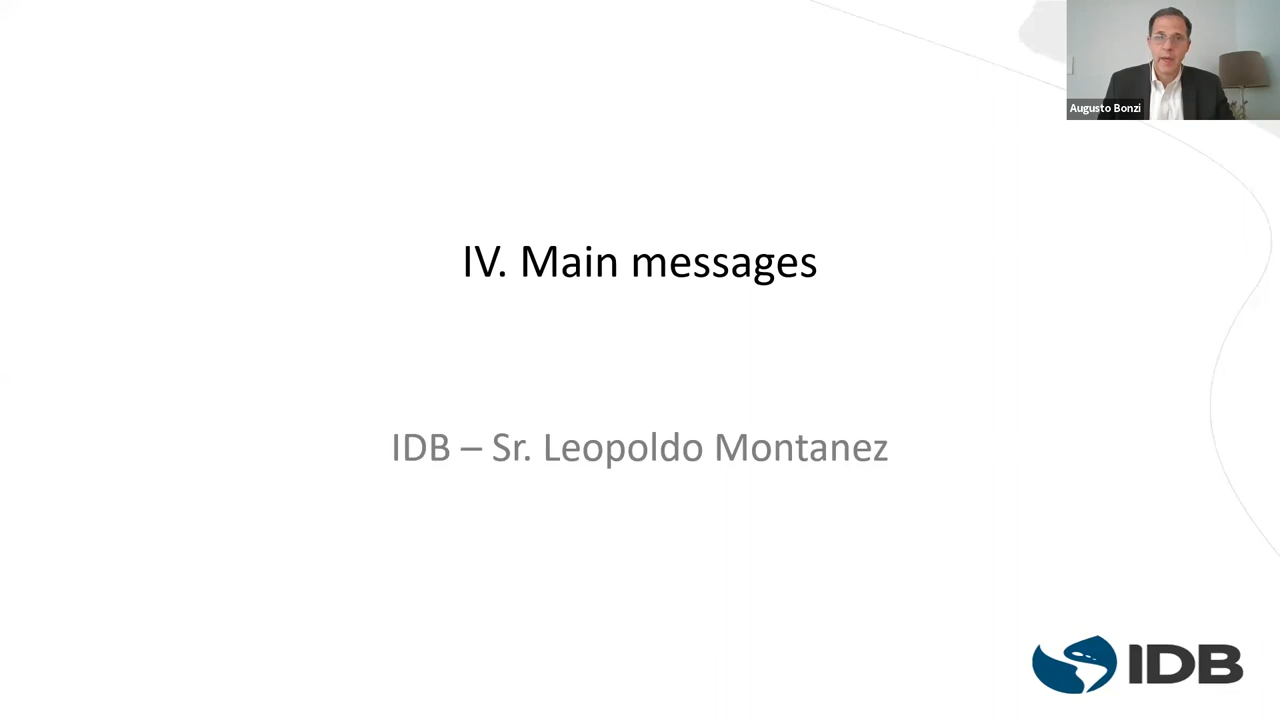 Augusto Bonzi
IV. Main messages
IDB – Sr. Leopoldo Montanez
IDB